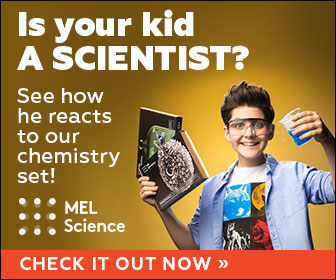 Is your kid
A SCIENTIST?
See how
he reacts
to our
chemistry
set!
MEL
Science
CHECK IT OUT NOW »